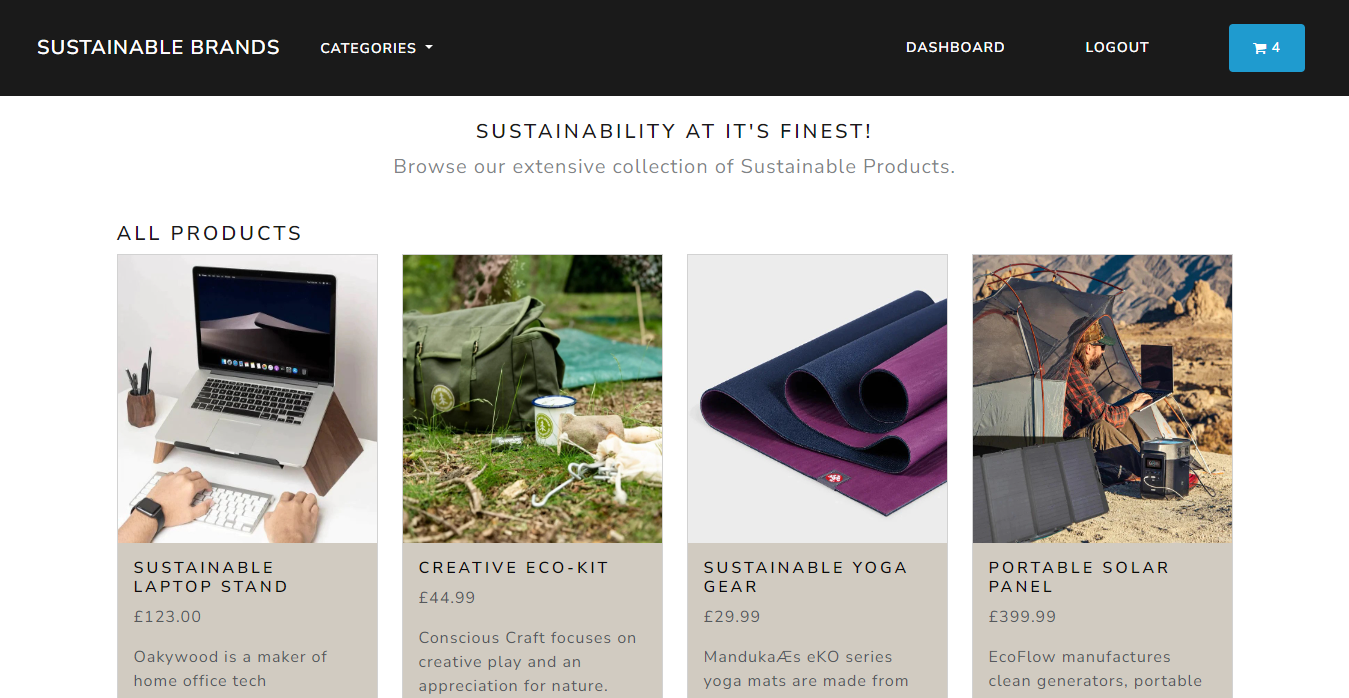 SUSTAINABLE BRANDS
CATEGORIES
DASHBOARD
LOGOUT
4
SUSTAINABILITY AT IT'S FINEST!
Browse our extensive collection of Sustainable Products.
ALL PRODUCTS
SUSTAINABLE
LAPTOP STAND
£123.00
Oakywood is a maker of
home office tech
CREATIVE ECO-KIT
£44.99
Conscious Craft focuses on
creative play and an
appreciation for nature.
SUSTAINABLE YOGA
GEAR
£29.99
MandukaÆs eKO series
yoga mats are made from
PORTABLE SOLAR
PANEL
£399.99
EcoFlow manufactures
clean generators, portable